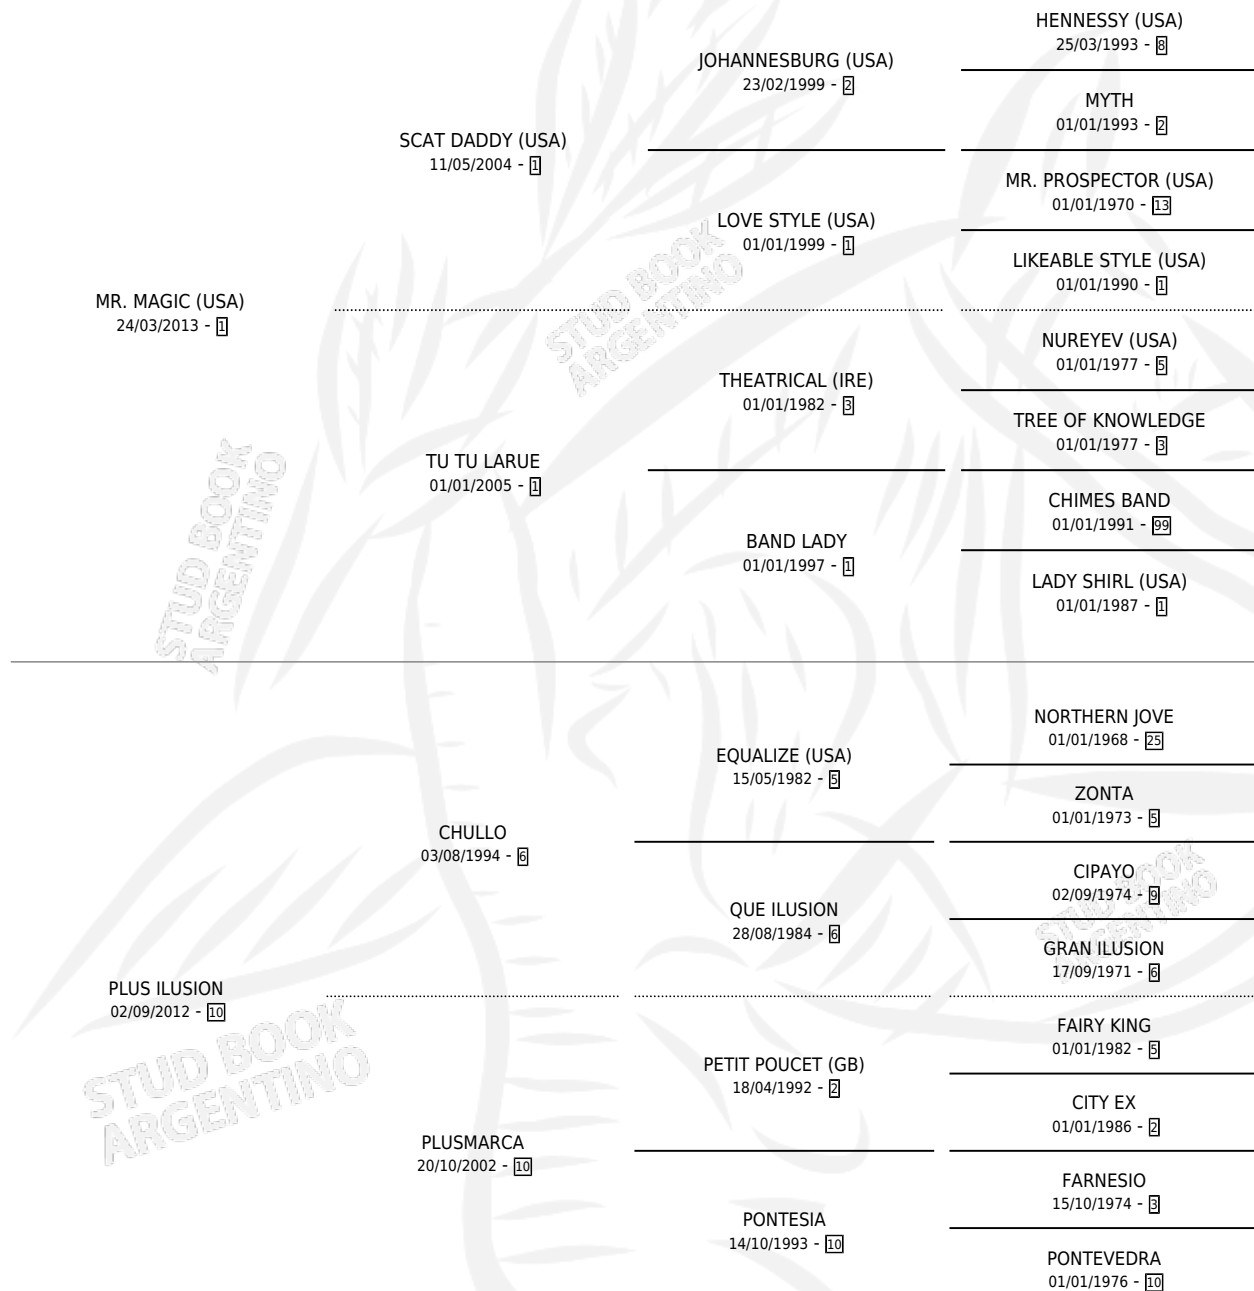 HENNESSY (USA)
25/03/1993 - 8
JOHANNESBURG (USA)
23/02/1999 - 2
MYTH
01/01/1993 - 2
SCAT DADDY (USA)
11/05/2004 - 1
MR. PROSPECTOR (USA)
01/01/1970 - 13
LOVE STYLE (USA)
01/01/1999 - 1
LIKEABLE STYLE (USA)
01/01/1990 - 1
MR. MAGIC (USA)
24/03/2013 - 1
NUREYEV (USA)
01/01/1977 - 5
THEATRICAL (IRE)
01/01/1982 - 3
TREE OF KNOWLEDGE
01/01/1977 - 3
TU TU LARUE
01/01/2005 - 1
CHIMES BAND
01/01/1991 - 99
BAND LADY
01/01/1997 - 1
LADY SHIRL (USA)
01/01/1987 - 1
NORTHERN JOVE
01/01/1968 - 25
EQUALIZE (USA)
15/05/1982 - 5
ZONTA
01/01/1973 - 5
CHULLO
03/08/1994 - 6
CIPAYO
02/09/1974 - 9
QUE ILUSION
28/08/1984 - 6
GRAN ILUSION
17/09/1971 - 6
PLUS ILUSION
02/09/2012 - 10
FAIRY KING
01/01/1982 - 5
PETIT POUCET (GB)
18/04/1992 - 2
CITY EX
01/01/1986 - 2
PLUSMARCA
20/10/2002 - 10
FARNESIO
15/10/1974 - 3
PONTESIA
14/10/1993 - 10
PONTEVEDRA
01/01/1976 - 10
STUD BOOK
ARGENTINO
STUD BOOK
ARGENTINO
STUD BOOK
ARGENTINO
STUD BOOK
ARGENTINO